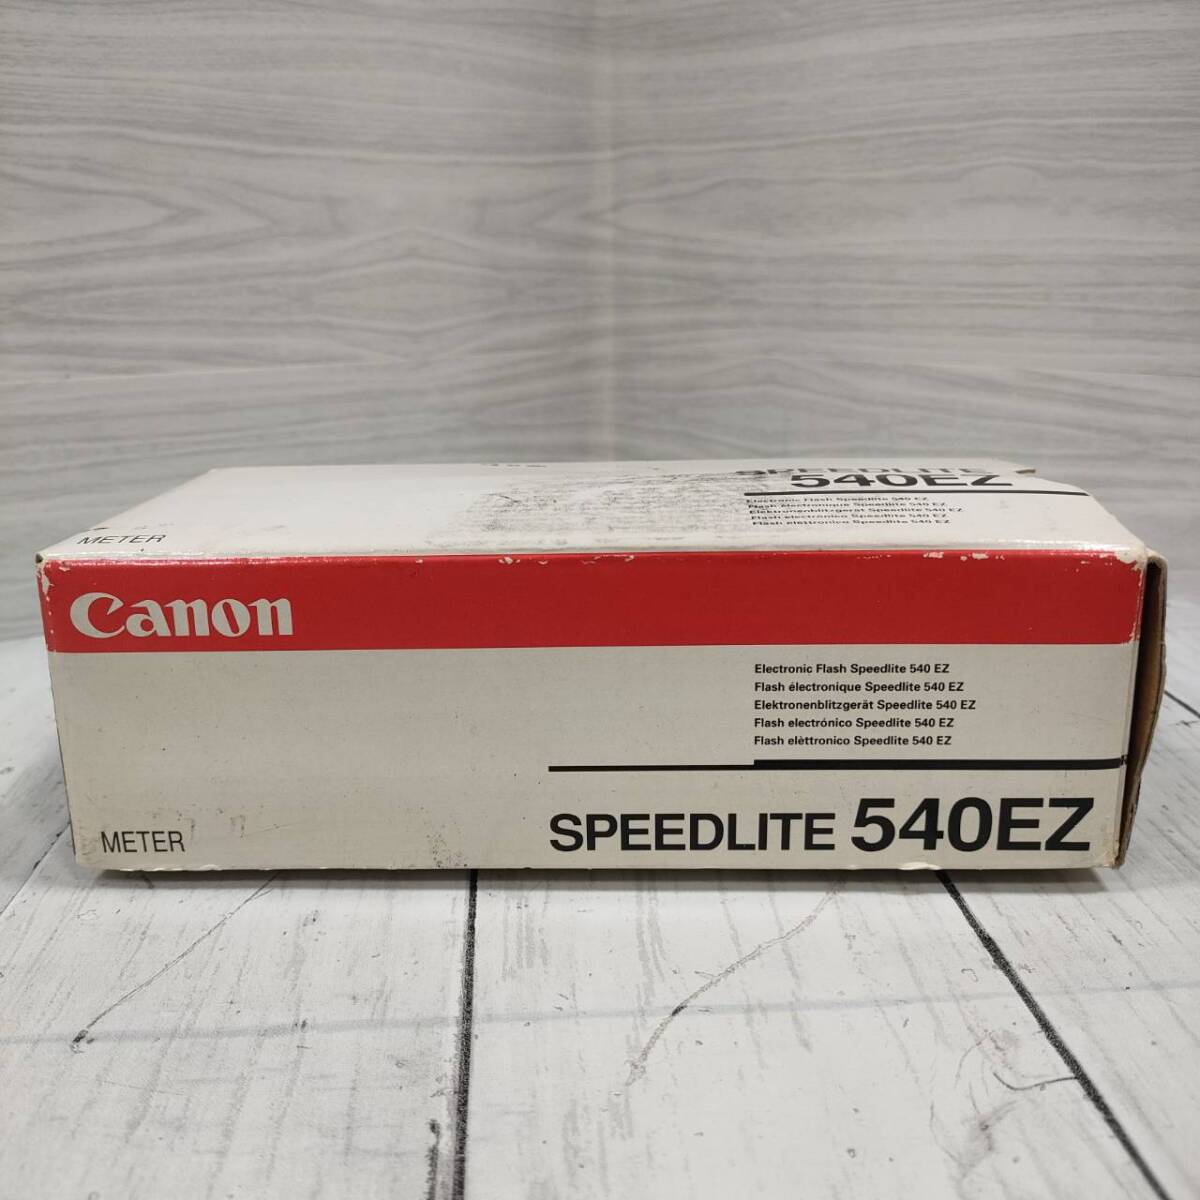 SPEEDLITE
540EZ
Electronic Flash Speedlite 540 EZ
Flash électronique Speedlite 540 EZ
Elektronenblitzgerät Speedlite 540 EZ
Flash electrónico Speedlite 540 EZ
Flash elèttronico Speedlite 540 EZ
METER
Canon
Electronic Flash Speedlite 540 EZ
Flash électronique Speedlite 540 EZ
Elektronenblitzgerät Speedlite 540 EZ
Flash electrónico Speedlite 540 EZ
Flash elèttronico Speedlite 540 EZ
METER
SPEEDLITE 540EZ